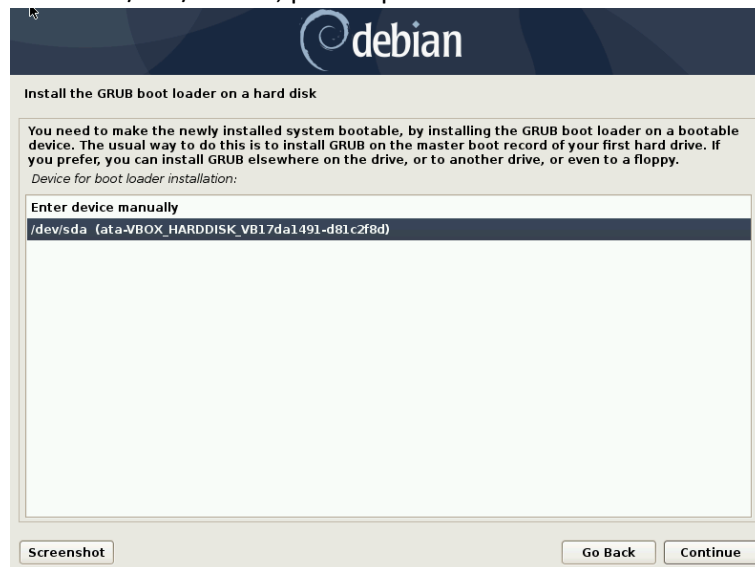 debian
Install the GRUB boot loader on a hard disk
You need to make the newly installed system bootable, by installing the GRUB boot loader on a bootable
device. The usual way to do this is to install GRUB on the master boot record of your first hard drive. If
you prefer, you can install GRUB elsewhere on the drive, or to another drive, or even to a floppy.
Device for boot loader installation:
Enter device manually
/dev/sda (ata-VBOX_HARDDISK_VB17da1491-d81c2f8d)
Screenshot
Go Back
Continue